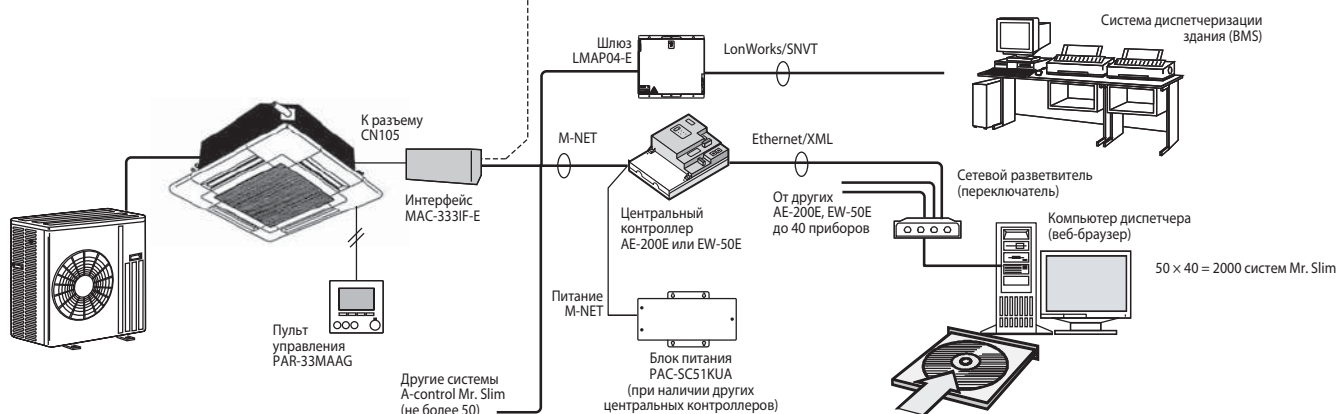 Система диспетчеризации
здания (BMS)
Шлюз
LMAP04-E
LonWorks/SNVT
К разъему
CN105
M-NET
Ethernet/XML
Интерфейс
MAC-333IF-E
Центральный
контроллер
AE-200E или EW-50E
От других
AE-200E, EW-50E
до 40 приборов
Сетевой разветвитель
(переключатель)
Компьютер диспетчера
(веб-браузер)
50 × 40 = 2000 систем Mr. Slim
Питание
M-NET
Пульт
управления
PAR-33MAAG
Блок питания
PAC-SC51KUA
(при наличии других
центральных контроллеров)
Другие системы
A-control Mr. Slim
(не более 50)